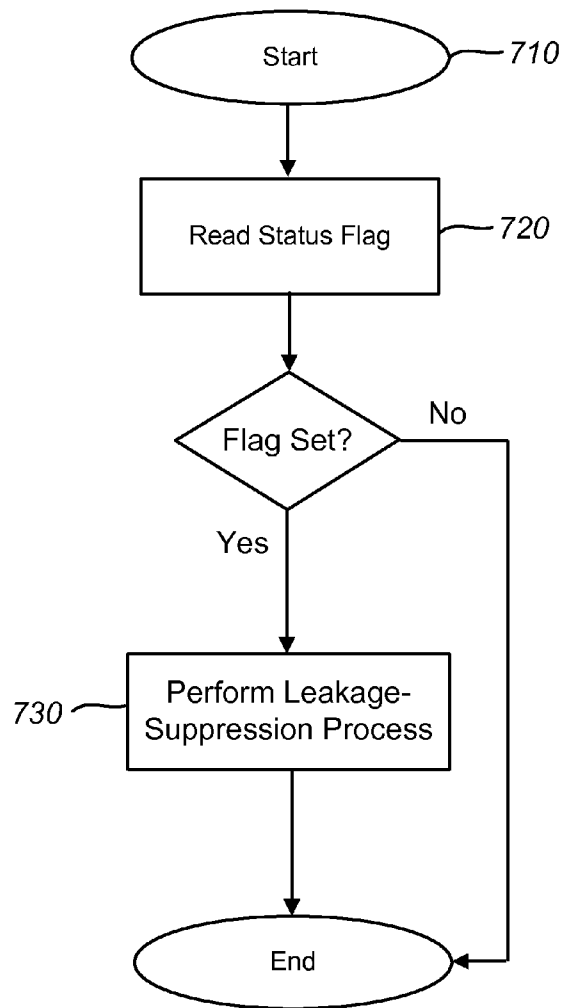 Start
710
Read Status Flag
720
Flag Set?
No
Yes
Perform Leakage-
Suppression Process
730
End